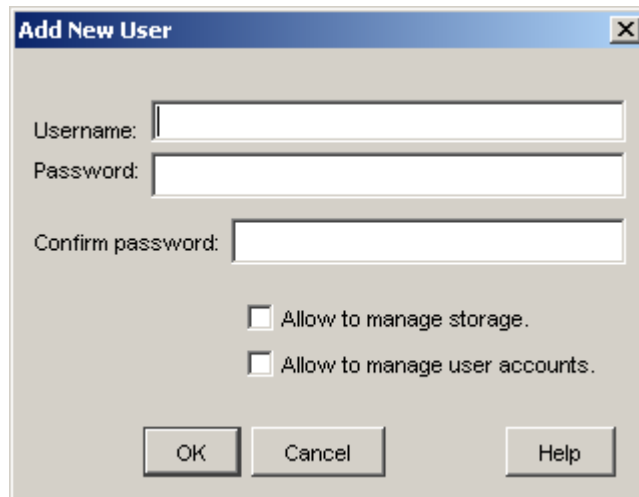 Add New User
Username:
Password:
Confirm password:
Allow to manage storage.
Allow to manage user accounts.
OK Cancel Help